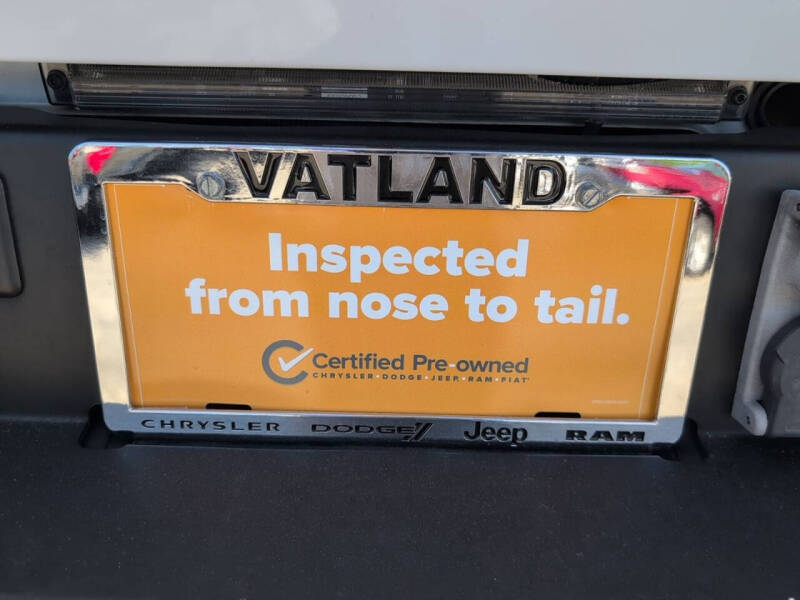 VATLAND
Inspected
from nose to tail.
Certified Pre-owned
CHRYSLER • DODGE • JEEP • RAM • FIAT
CHRYSLER DODGE Jeep RAM